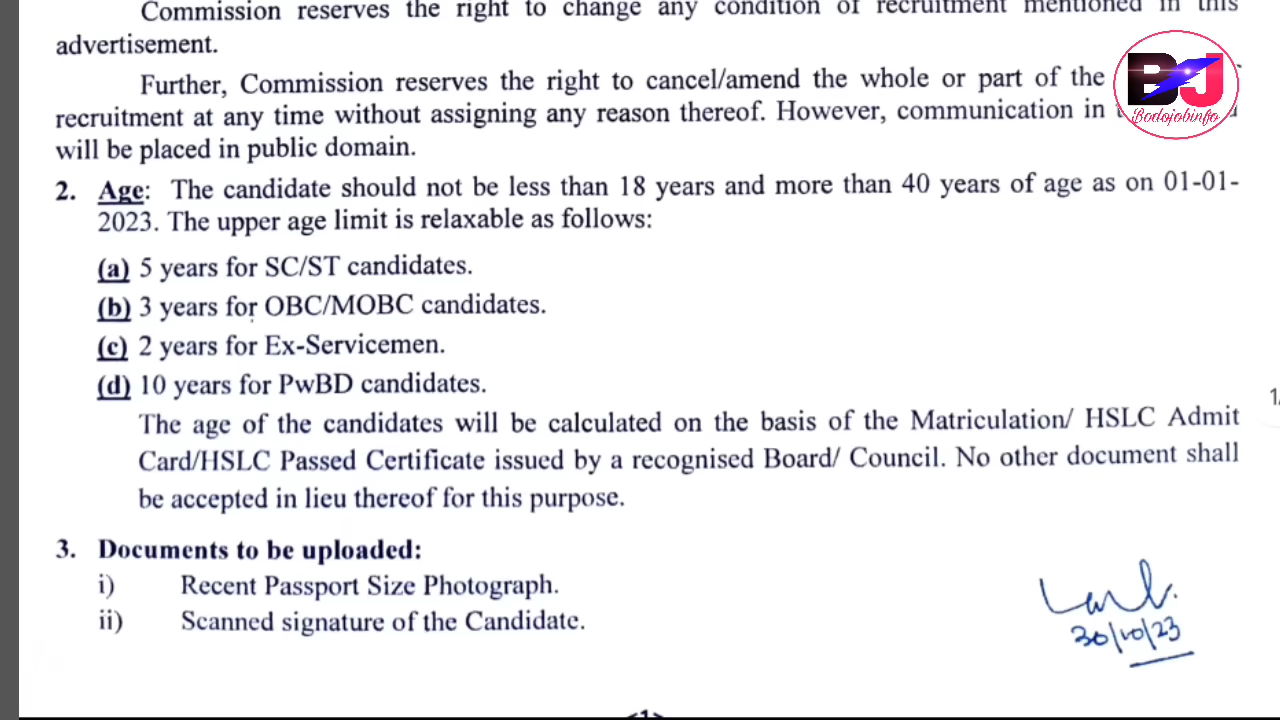 Commission reserves the right to change any condition of recruitment mentioned in this
advertisement.
Further, Commission reserves the right to cancel/amend the whole or part of the
recruitment at any time without assigning any reason thereof. However, communication in
will be placed in public domain.
2. Age: The candidate should not be less than 18 years and more than 40 years of age as on 01-01-
2023. The upper age limit is relaxable as follows:
(a) 5 years for SC/ST candidates.
(b) 3 years for OBC/MOBC candidates.
(c) 2 years for Ex-Servicemen.
(d) 10 years for PwBD candidates.
The age of the candidates will be calculated on the basis of the Matriculation/ HSLC Admit
Card/HSLC Passed Certificate issued by a recognised Board/ Council. No other document shall
be accepted in lieu thereof for this purpose.
3. Documents to be uploaded:
i) Recent Passport Size Photograph.
ii) Scanned signature of the Candidate.
30/10/23
<1>
BJ
Bodojobinfo